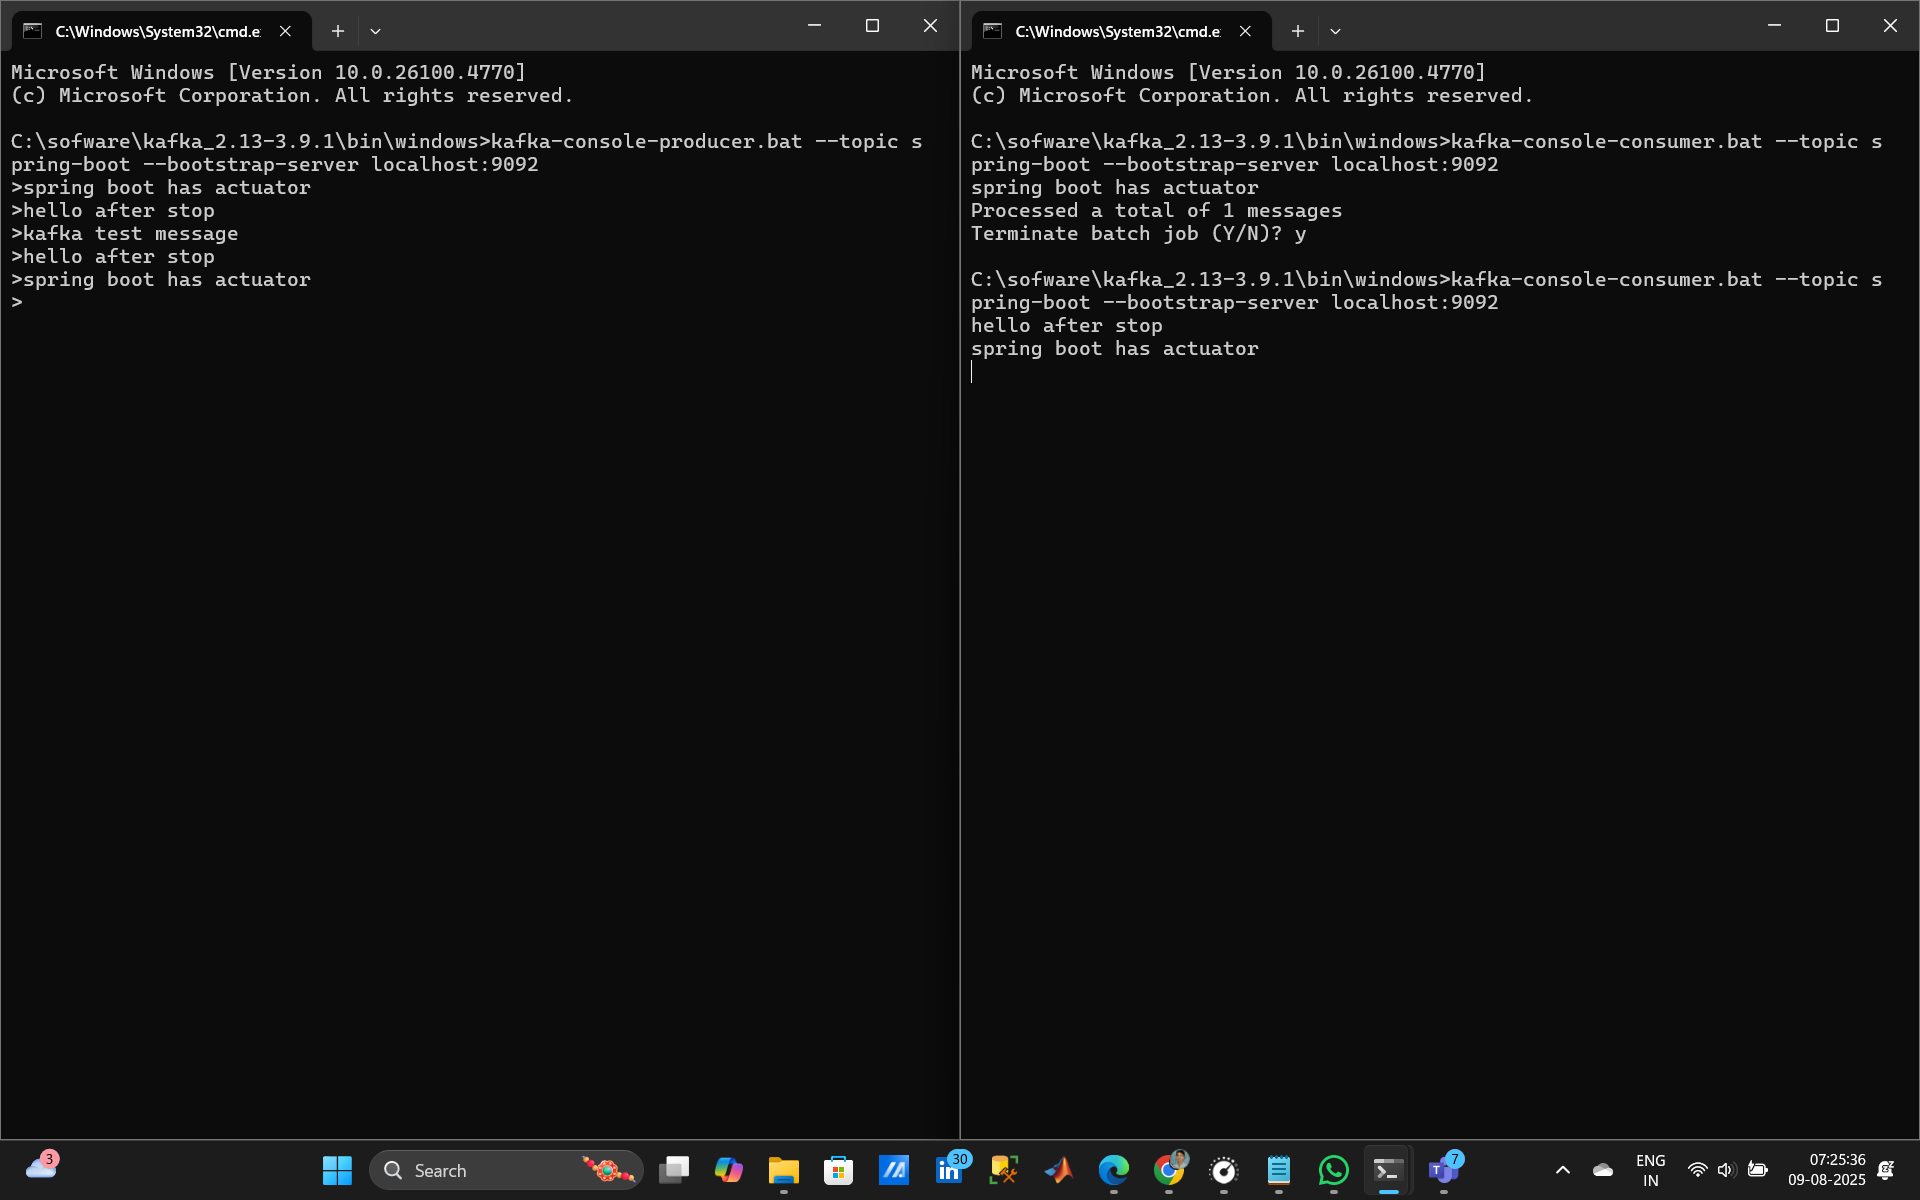 C:\Windows\System32\cmd.e
Microsoft Windows [Version 10.0.26100.4770]
(c) Microsoft Corporation. All rights reserved.
C:\sofware\kafka_2.13-3.9.1\bin\windows>kafka-console-producer.bat --topic s
pring-boot --bootstrap-server localhost:9092
>spring boot has actuator
>hello after stop
>kafka test message
>hello after stop
>spring boot has actuator
>
C:\Windows\System32\cmd.e
Microsoft Windows [Version 10.0.26100.4770]
(c) Microsoft Corporation. All rights reserved.
C:\sofware\kafka_2.13-3.9.1\bin\windows>kafka-console-consumer.bat --topic s
pring-boot --bootstrap-server localhost:9092
spring boot has actuator
Processed a total of 1 messages
Terminate batch job (Y/N)? y
C:\sofware\kafka_2.13-3.9.1\bin\windows>kafka-console-consumer.bat --topic s
pring-boot --bootstrap-server localhost:9092
hello after stop
spring boot has actuator
3
Search
30
7
ENG
IN
07:25:36
09-08-2025